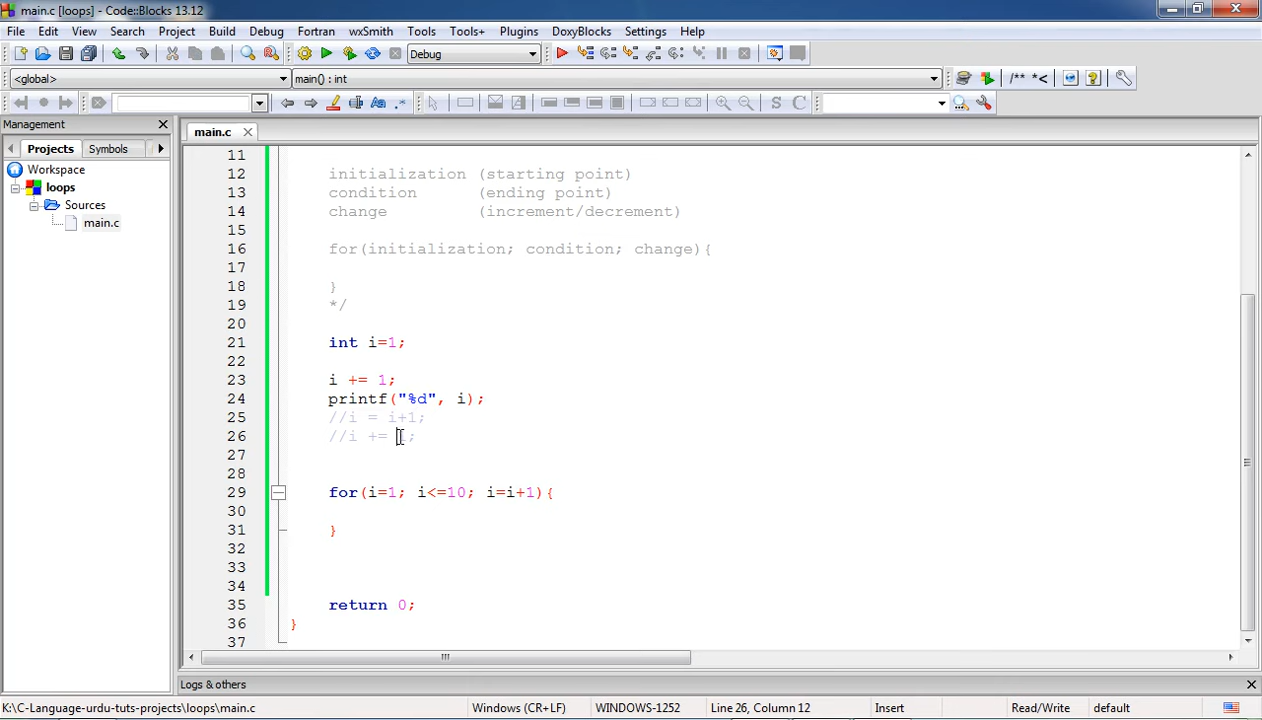 main.c [loops] - Code::Blocks 13.12
File Edit View Search Project Build Debug Fortran wxSmith Tools Tools+ Plugins DoxyBlocks Settings Help
Debug
<global> main() : int /** *<
Aa .* S C
Management
Projects Symbols
Workspace
loops
Sources
main.c
main.c
11
12 initialization (starting point)
13 condition (ending point)
14 change (increment/decrement)
15
16 for(initialization; condition; change){
17
18 }
19 */
20
21 int i=1;
22
23 i += 1;
24 printf("%d", i);
25 //i = i+1;
26 //i += 1;
27
28
29 for(i=1; i<=10; i=i+1){
30
31 }
32
33
34
35 return 0;
36 }
37
Logs & others
K:\C-Language-urdu-tuts-projects\loops\main.c Windows (CR+LF) WINDOWS-1252 Line 26, Column 12 Insert Read/Write default